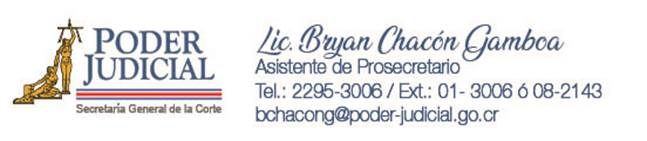 PODER
JUDICIAL
Secretaría General de la Corte
Lic. Bryan Chacón Gamboa
Asistente de Prosecretario
Tel.: 2295-3006 / Ext.: 01- 3006 ó 08-2143
bchacong@poder-judicial.go.cr